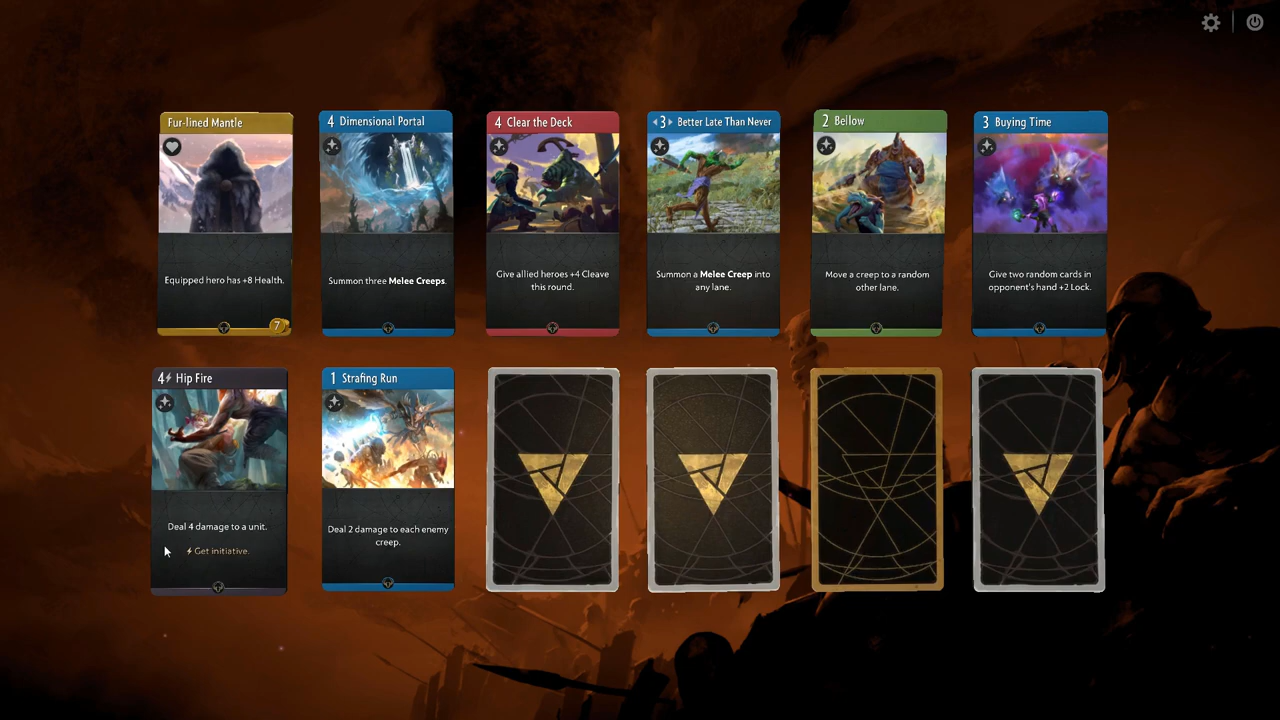 Fur-lined Mantle
Equipped hero has +8 Health.
7
4 Dimensional Portal
Summon three Melee Creeps.
4 Clear the Deck
Give allied heroes +4 Cleave
this round.
3 Better Late Than Never
Summon a Melee Creep into
any lane.
2 Bellow
Move a creep to a random
other lane.
3 Buying Time
Give two random cards in
opponent's hand +2 Lock.
4 Hip Fire
Deal 4 damage to a unit.
Get initiative.
1 Strafing Run
Deal 2 damage to each enemy
creep.